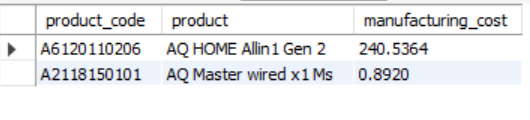 product_code product manufacturing_cost
A6120110206 AQ HOME Allin1 Gen 2 240.5364
A2118150101 AQ Master wired x1 Ms 0.8920